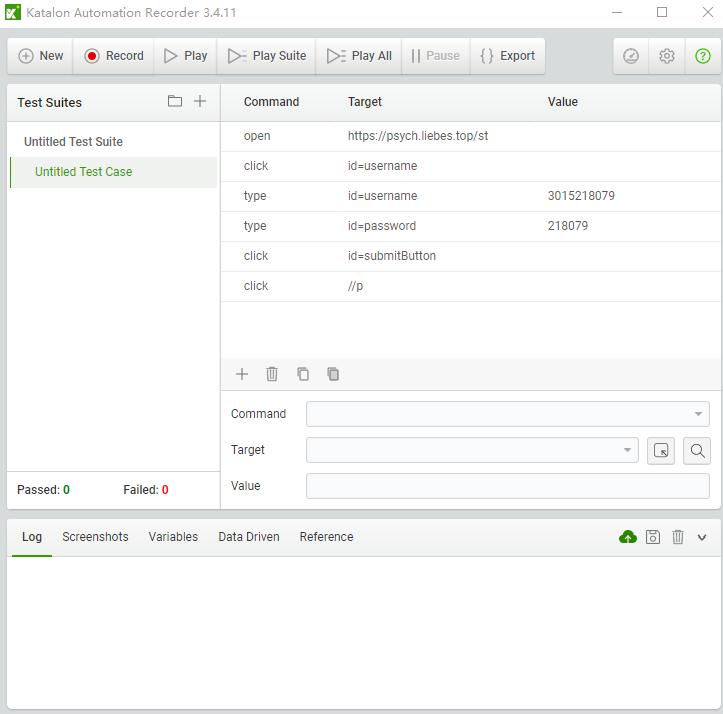 Katalon Automation Recorder 3.4.11
New Record Play Play Suite Play All Pause Export
Test Suites
Untitled Test Suite
Untitled Test Case
Passed: 0 Failed: 0
Command Target Value
open https://psych.liebes.top/st
click id=username
type id=username 3015218079
type id=password 218079
click id=submitButton
click //p
Command
Target
Value
Log Screenshots Variables Data Driven Reference